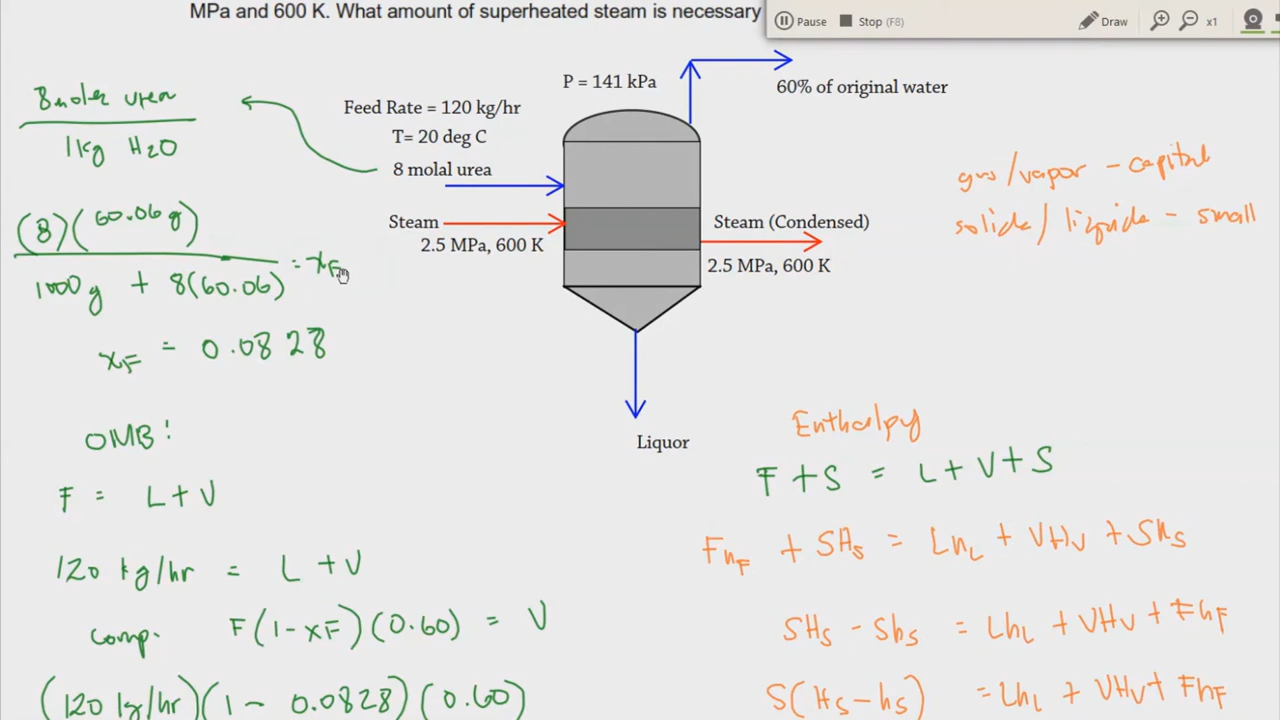 MPa and 600 K. What amount of superheated steam is necessary
Pause Stop (F8) Draw x1
P = 141 kPa
60% of original water
Feed Rate = 120 kg/hr
T= 20 deg C
8 molal urea
Steam
2.5 MPa, 600 K
Steam (Condensed)
2.5 MPa, 600 K
Liquor
8 moles urea
1 kg H2O
(8)(60.06 g)
1000 g + 8(60.06) = xF
xF = 0.0828
OMB:
F = L + V
120 kg/hr = L + V
comp. F(1-xF)(0.60) = V
(120 kg/hr)(1 - 0.0828)(0.60)
gas/vapor - capital
solids/liquids - small
Enthalpy
F + S = L + V + S
FhF + SHs = LhL + VHv + Shs
SHs - Shs = LhL + VHv + FhF
S(Hs - hs) = LhL + VHv + FhF